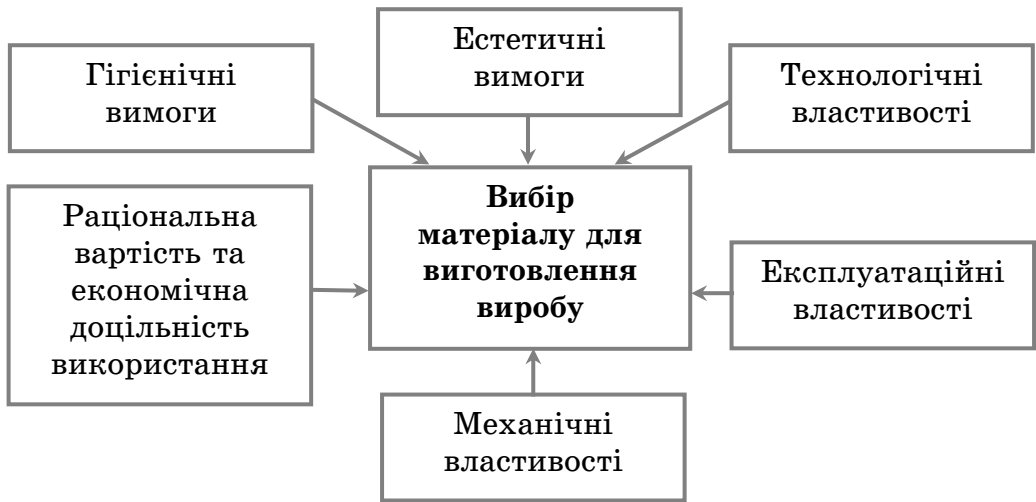 Гігієнічні
вимоги
Естетичні
вимоги
Технологічні
властивості
Раціональна
вартість та
економічна
доцільність
використання
Вибір
матеріалу для
виготовлення
виробу
Експлуатаційні
властивості
Механічні
властивості